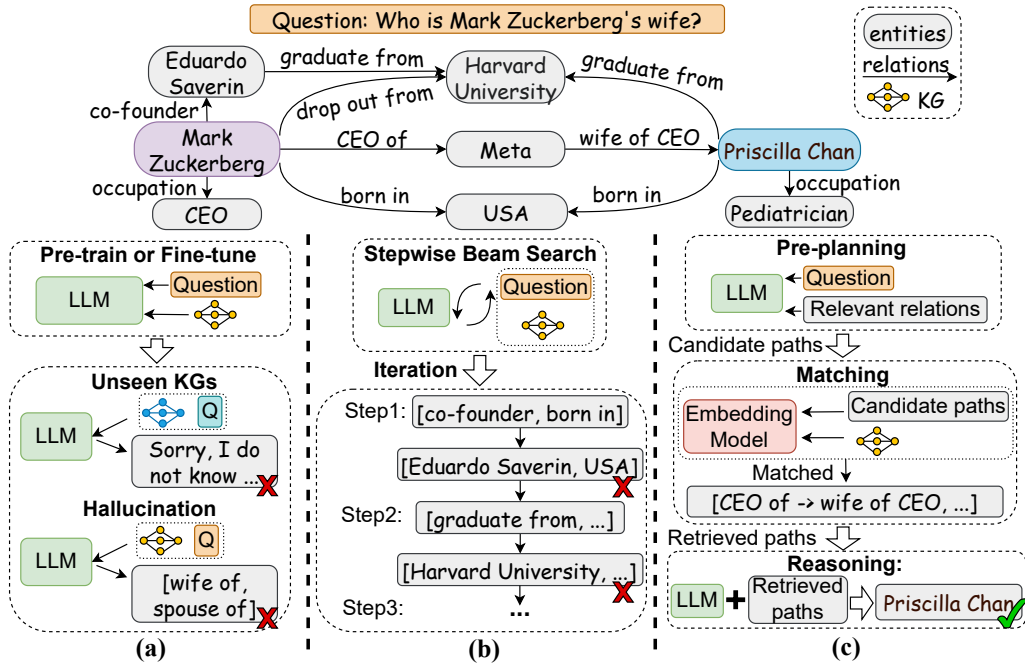 Question: Who is Mark Zuckerberg's wife?
entities
relations
KG
Eduardo
Saverin
graduate from
Harvard
University
graduate from
co-founder
drop out from
Mark
Zuckerberg
CEO of
Meta
wife of CEO
Priscilla Chan
occupation
CEO
born in
USA
born in
occupation
Pediatrician
Pre-train or Fine-tune
LLM
Question
Unseen KGs
LLM
Q
Sorry, I do
not know ...
X
Hallucination
LLM
Q
[wife of,
spouse of]
X
(a)
Stepwise Beam Search
LLM
Question
Iteration
Step1:
[co-founder, born in]
[Eduardo Saverin, USA]
X
Step2:
[graduate from, ...]
[Harvard University, ...]
X
Step3:
...
(b)
Pre-planning
LLM
Question
Relevant relations
Candidate paths
Matching
Embedding
Model
Candidate paths
Matched
[CEO of -> wife of CEO, ...]
Retrieved paths
Reasoning:
LLM
+
Retrieved
paths
Priscilla Chan
(c)